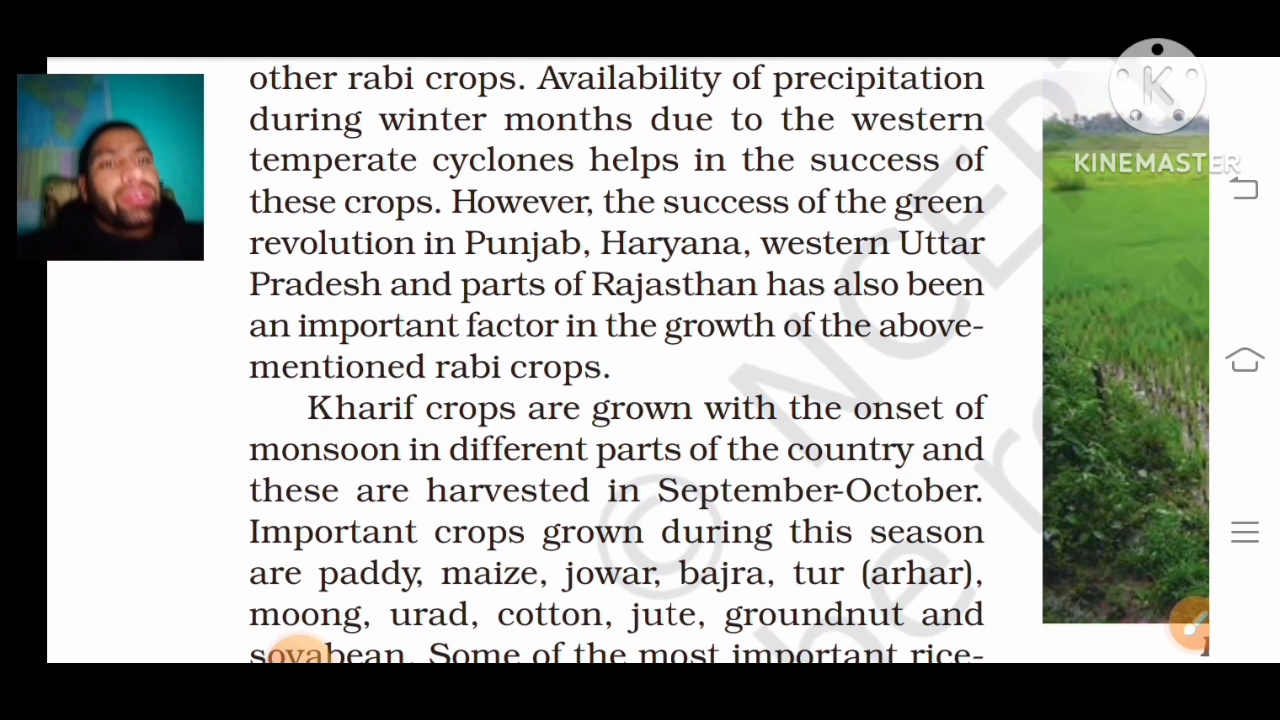 other rabi crops. Availability of precipitation
during winter months due to the western
temperate cyclones helps in the success of
these crops. However, the success of the green
revolution in Punjab, Haryana, western Uttar
Pradesh and parts of Rajasthan has also been
an important factor in the growth of the above-
mentioned rabi crops.
Kharif crops are grown with the onset of
monsoon in different parts of the country and
these are harvested in September-October.
Important crops grown during this season
are paddy, maize, jowar, bajra, tur (arhar),
moong, urad, cotton, jute, groundnut and
soyabean. Some of the most important rice-
K
KINEMASTER